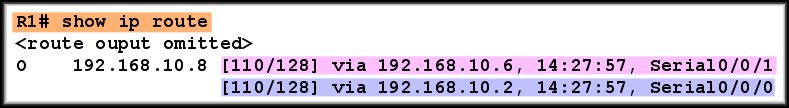 R1# show ip route
<route ouput omitted>
O 192.168.10.8 [110/128] via 192.168.10.6, 14:27:57, Serial0/0/1
[110/128] via 192.168.10.2, 14:27:57, Serial0/0/0